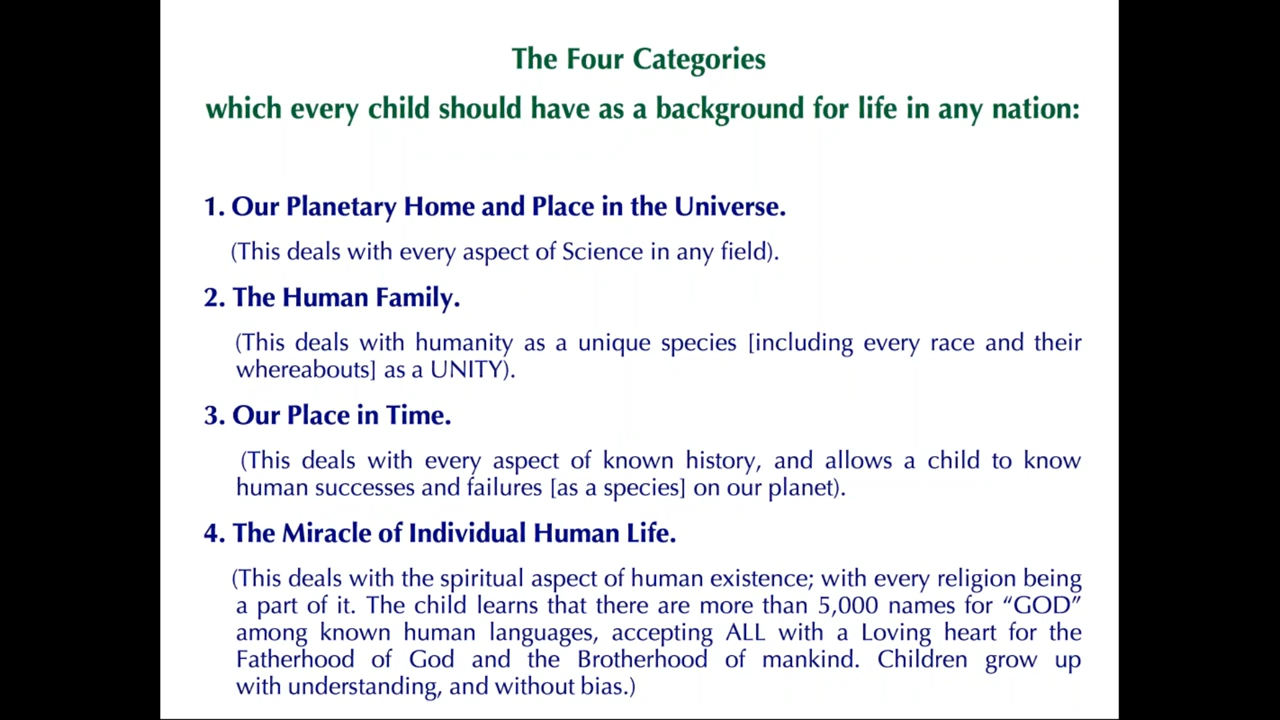 The Four Categories
which every child should have as a background for life in any nation:
1. Our Planetary Home and Place in the Universe.
(This deals with every aspect of Science in any field).
2. The Human Family.
(This deals with humanity as a unique species [including every race and their
whereabouts] as a UNITY).
3. Our Place in Time.
(This deals with every aspect of known history, and allows a child to know
human successes and failures [as a species] on our planet).
4. The Miracle of Individual Human Life.
(This deals with the spiritual aspect of human existence; with every religion being
a part of it. The child learns that there are more than 5,000 names for “GOD”
among known human languages, accepting ALL with a Loving heart for the
Fatherhood of God and the Brotherhood of mankind. Children grow up
with understanding, and without bias.)